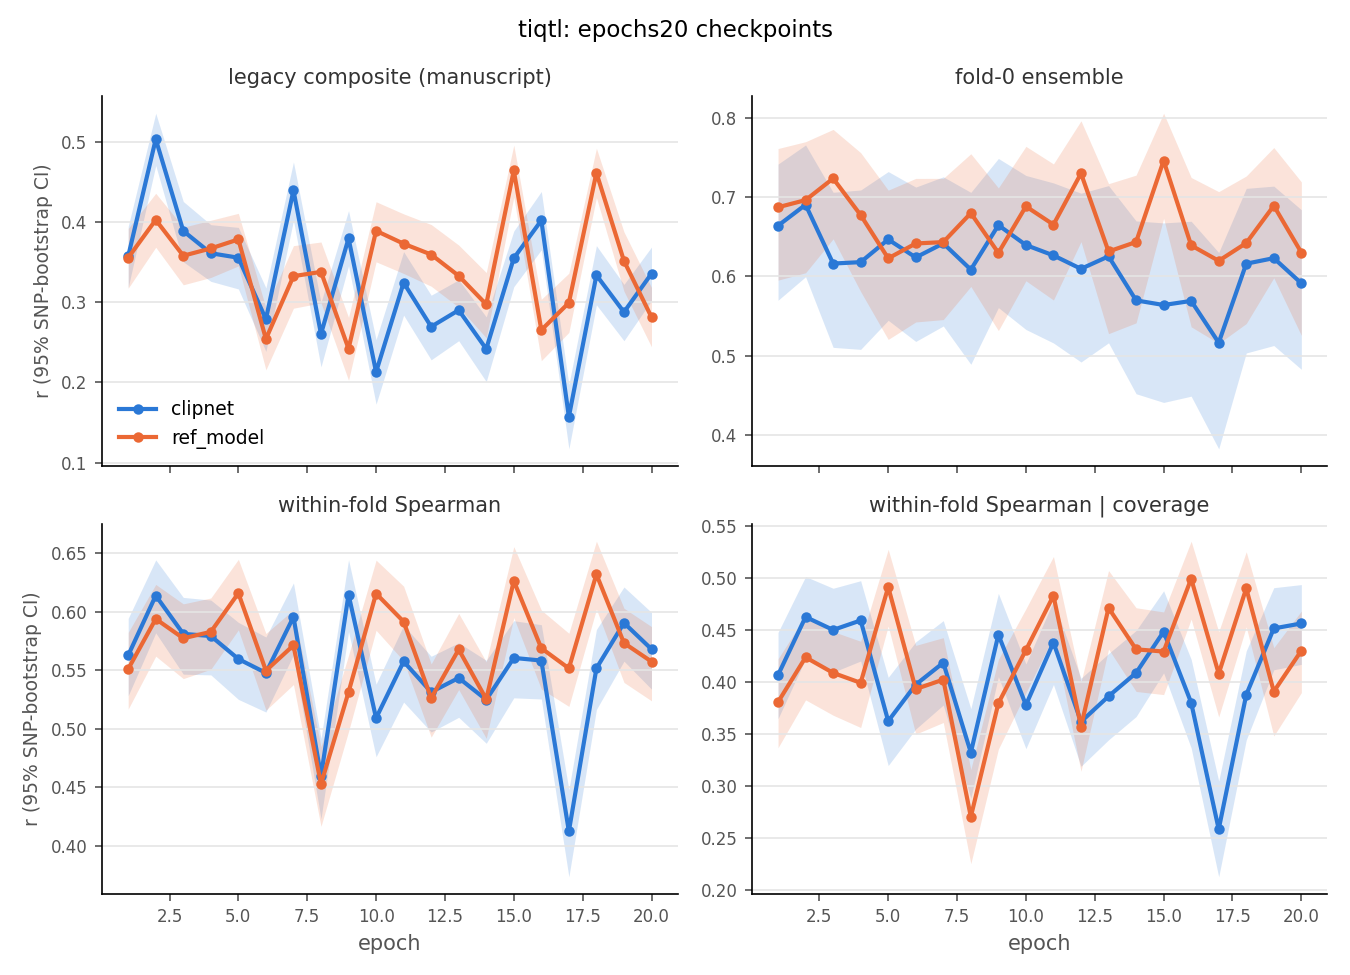 tiqtl: epochs20 checkpoints
legacy composite (manuscript)
fold-0 ensemble
r (95% SNP-bootstrap CI)
0.5
0.4
0.3
0.2
0.1
clipnet
ref_model
0.8
0.7
0.6
0.5
0.4
within-fold Spearman
within-fold Spearman | coverage
r (95% SNP-bootstrap CI)
0.65
0.60
0.55
0.50
0.45
0.40
2.5 5.0 7.5 10.0 12.5 15.0 17.5 20.0
epoch
0.55
0.50
0.45
0.40
0.35
0.30
0.25
0.20
2.5 5.0 7.5 10.0 12.5 15.0 17.5 20.0
epoch